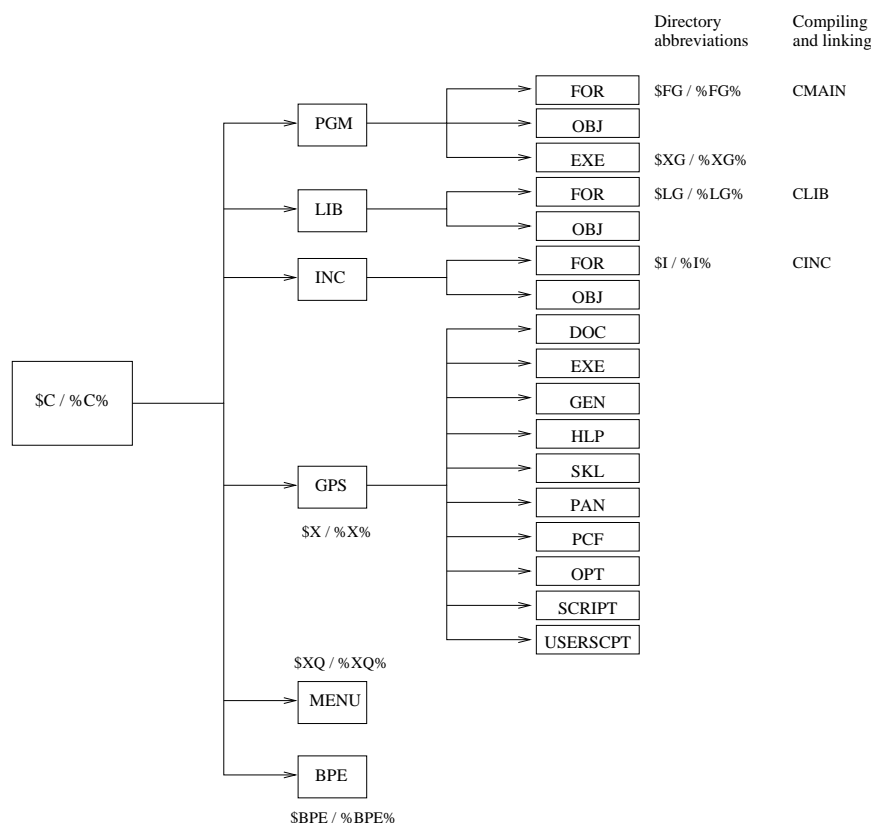 Directory Compiling
abbreviations and linking
FOR $FG / %FG% CMAIN
PGM OBJ
EXE $XG / %XG%
FOR $LG / %LG% CLIB
LIB
OBJ
FOR $I / %I% CINC
INC
OBJ
DOC
EXE
$C / %C%
GEN
HLP
SKL
GPS
PAN
$X / %X%
PCF
OPT
SCRIPT
USERSCPT
$XQ / %XQ%
MENU
BPE
$BPE / %BPE%